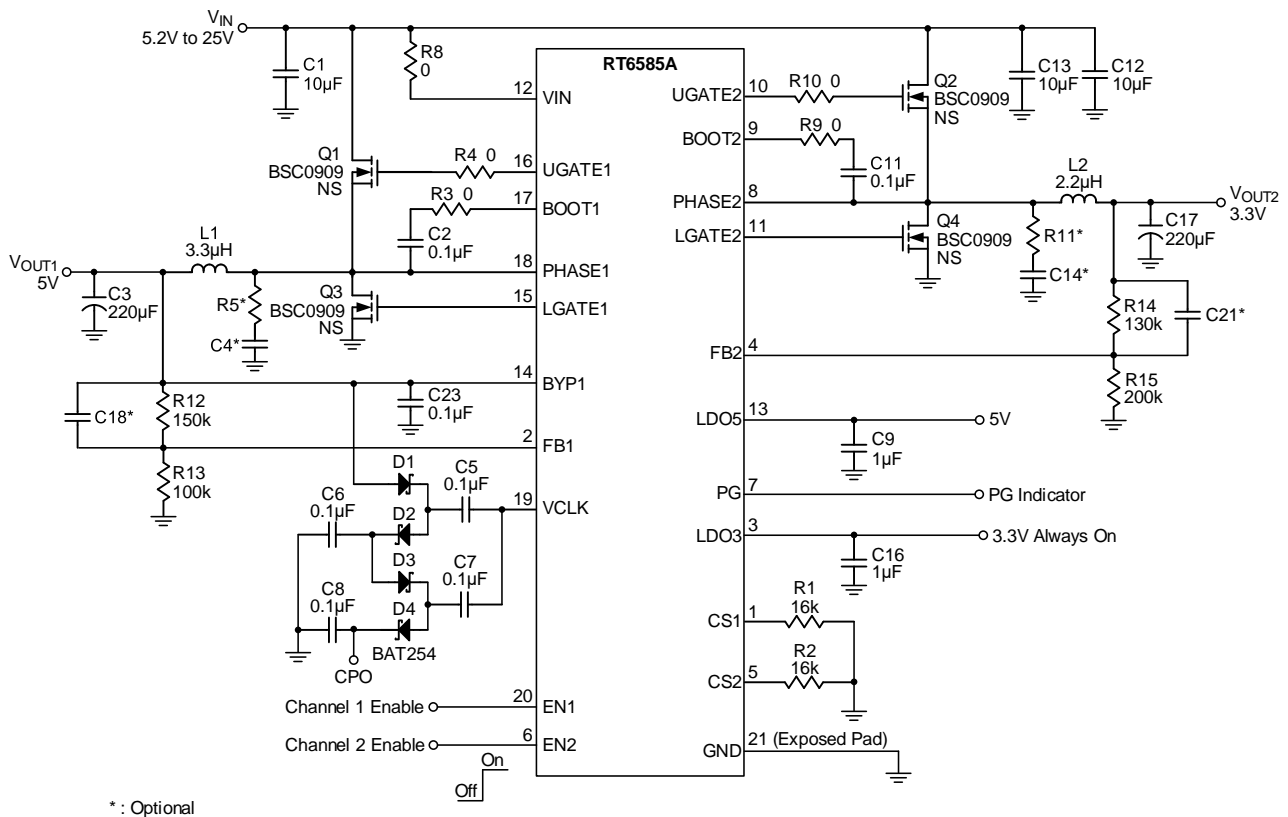 VIN
5.2V to 25V
C1
10µF
R8
0
RT6585A
12
VIN
UGATE2
10
R10 0
Q2
BSC0909
NS
C13
10µF
C12
10µF
BOOT2
9
R9 0
C11
0.1µF
Q1
BSC0909
NS
R4 0
16
UGATE1
R3 0
17
BOOT1
C2
0.1µF
PHASE2
8
L2
2.2µH
VOUT2
3.3V
LGATE2
11
Q4
BSC0909
NS
R11*
C14*
C17
220µF
VOUT1
5V
L1
3.3µH
18
PHASE1
C3
220µF
R5*
C4*
Q3
BSC0909
NS
15
LGATE1
R14
130k
C21*
FB2
4
R15
200k
14
BYP1
C23
0.1µF
C18*
R12
150k
2
FB1
R13
100k
LDO5
13
5V
C9
1µF
D1
C5
0.1µF
C6
0.1µF
D2
19
VCLK
PG
7
PG Indicator
LDO3
3
3.3V Always On
C16
1µF
D3
C7
0.1µF
C8
0.1µF
D4
BAT254
CPO
CS1
1
R1
16k
CS2
5
R2
16k
Channel 1 Enable
20
EN1
Channel 2 Enable
6
EN2
GND
21 (Exposed Pad)
On
Off
* : Optional